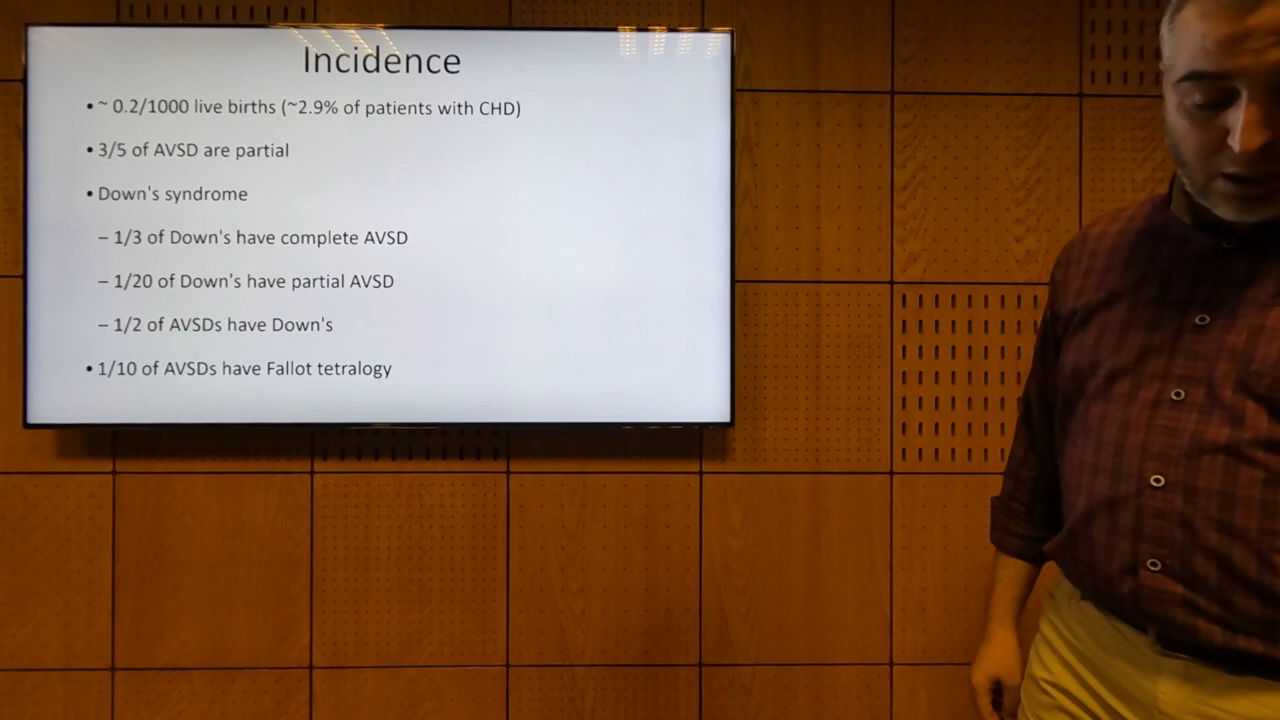 Incidence
• ~ 0.2/1000 live births (~2.9% of patients with CHD)
• 3/5 of AVSD are partial
• Down's syndrome
– 1/3 of Down's have complete AVSD
– 1/20 of Down's have partial AVSD
– 1/2 of AVSDs have Down's
• 1/10 of AVSDs have Fallot tetralogy